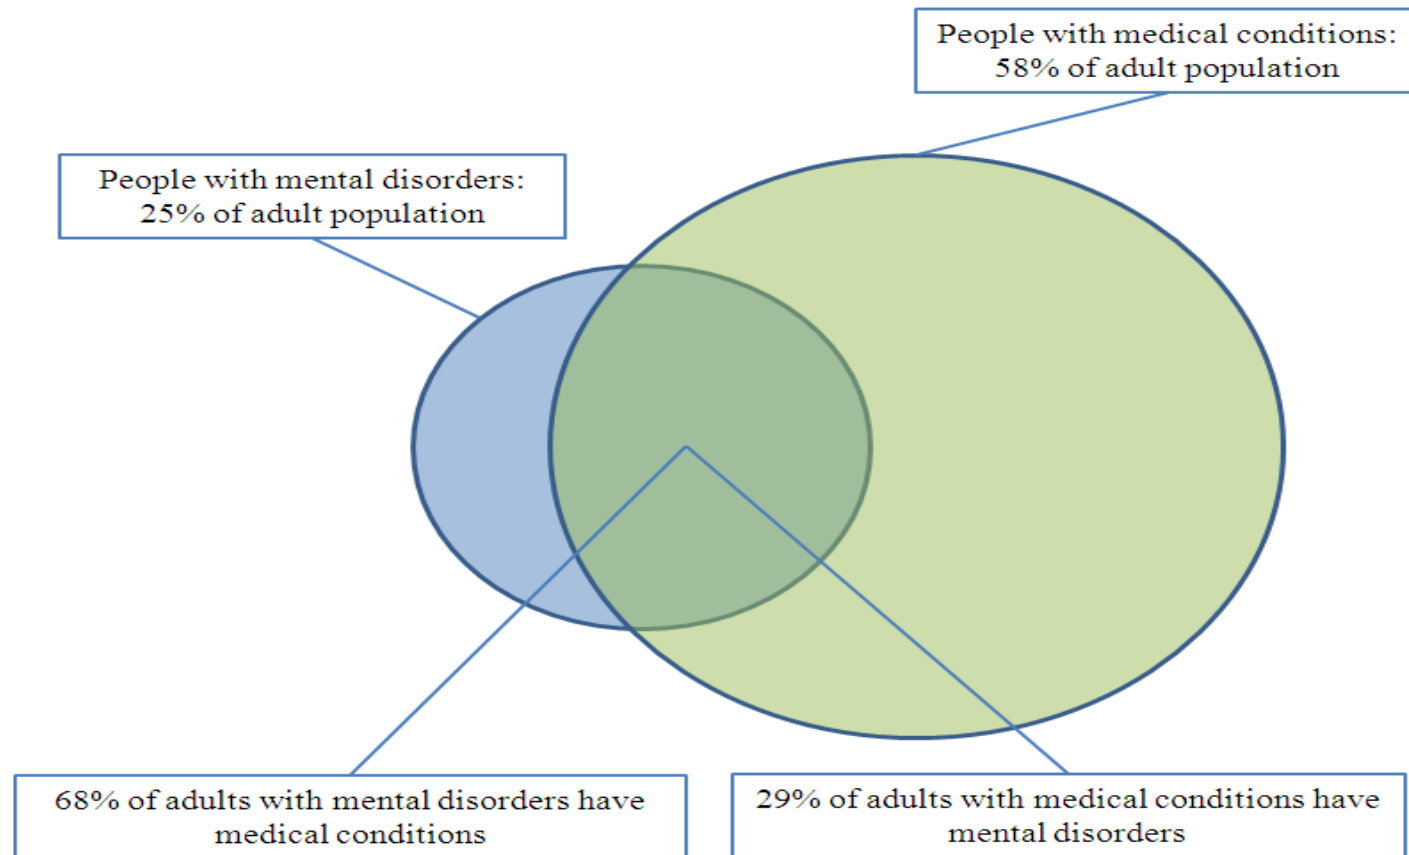 People with medical conditions:
58% of adult population
People with mental disorders:
25% of adult population
68% of adults with mental disorders have
medical conditions
29% of adults with medical conditions have
mental disorders